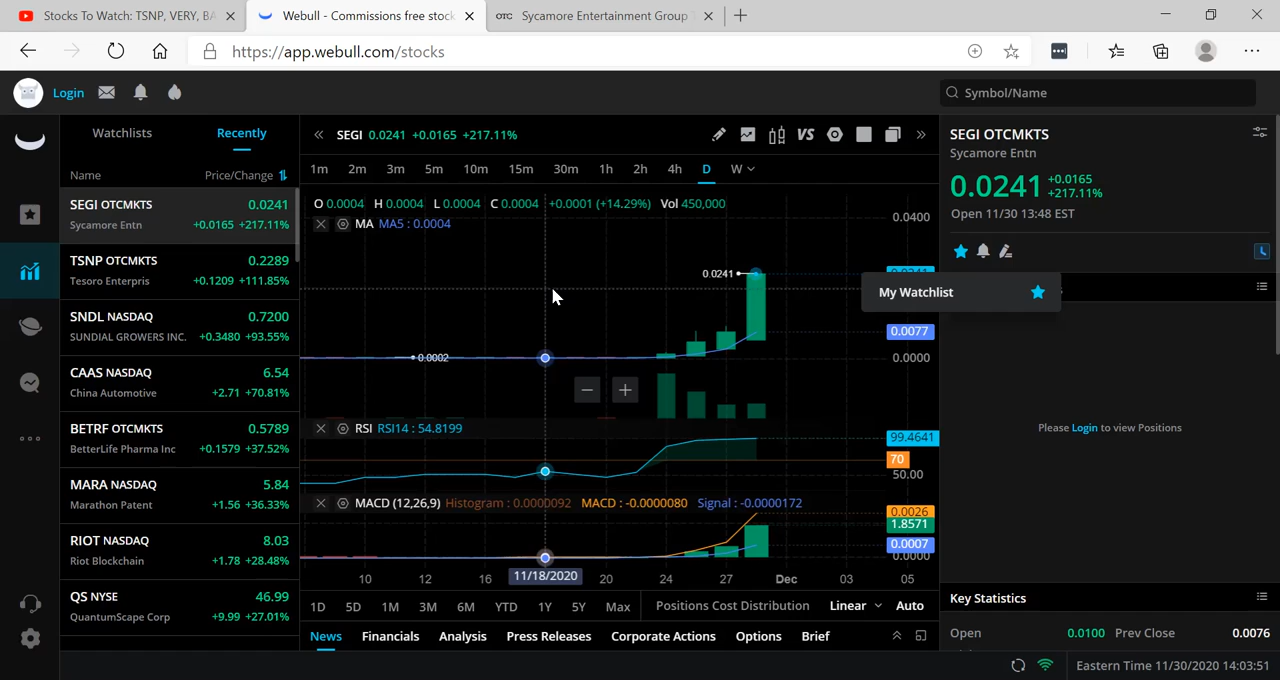 Stocks To Watch: TSNP, VERY, BA
Webull - Commissions free stock
OTC Sycamore Entertainment Group
https://app.webull.com/stocks
Login
Symbol/Name
Watchlists Recently
Name Price/Change
SEGI OTCMKTS 0.0241
Sycamore Entn +0.0165 +217.11%
TSNP OTCMKTS 0.2289
Tesoro Enterpris +0.1209 +111.85%
SNDL NASDAQ 0.7200
SUNDIAL GROWERS INC. +0.3480 +93.55%
CAAS NASDAQ 6.54
China Automotive +2.71 +70.81%
BETRF OTCMKTS 0.5789
BetterLife Pharma Inc +0.1579 +37.52%
MARA NASDAQ 5.84
Marathon Patent +1.56 +36.33%
RIOT NASDAQ 8.03
Riot Blockchain +1.78 +28.48%
QS NYSE 46.99
QuantumScape Corp +9.99 +27.01%
SEGI 0.0241 +0.0165 +217.11%
VS
1m 2m 3m 5m 10m 15m 30m 1h 2h 4h D W
O 0.0004 H 0.0004 L 0.0004 C 0.0004 +0.0001 (+14.29%) Vol 450,000
MA MA5 : 0.0004
0.0400
0.0241
0.0077
0.0002
0.0000
RSI RSI14 : 54.8199
99.4641
70
50.00
MACD (12,26,9) Histogram : 0.0000092 MACD : -0.0000080 Signal : -0.0000172
0.0026
1.8571
0.0007
0.0000
10 12 16 11/18/2020 20 24 27 Dec 03 05
1D 5D 1M 3M 6M YTD 1Y 5Y Max Positions Cost Distribution Linear Auto
News Financials Analysis Press Releases Corporate Actions Options Brief
SEGI OTCMKTS
Sycamore Entn
0.0241 +0.0165
+217.11%
Open 11/30 13:48 EST
My Watchlist
Please Login to view Positions
Key Statistics
Open 0.0100 Prev Close 0.0076
Eastern Time 11/30/2020 14:03:51